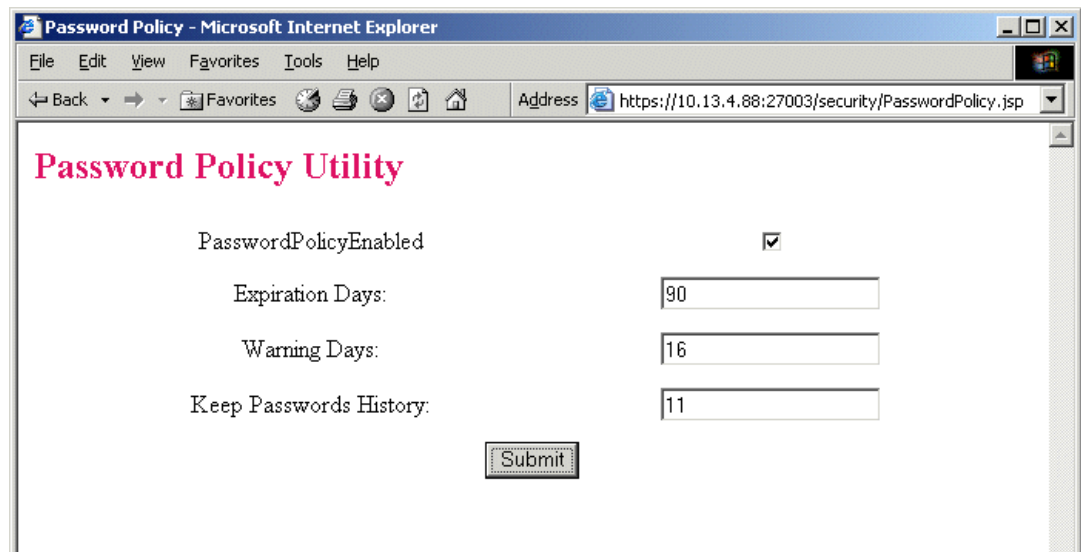 Password Policy - Microsoft Internet Explorer
File Edit View Favorites Tools Help
Back Favorites Address https://10.13.4.88:27003/security/PasswordPolicy.jsp
Password Policy Utility
PasswordPolicyEnabled
Expiration Days: 90
Warning Days: 16
Keep Passwords History: 11
Submit